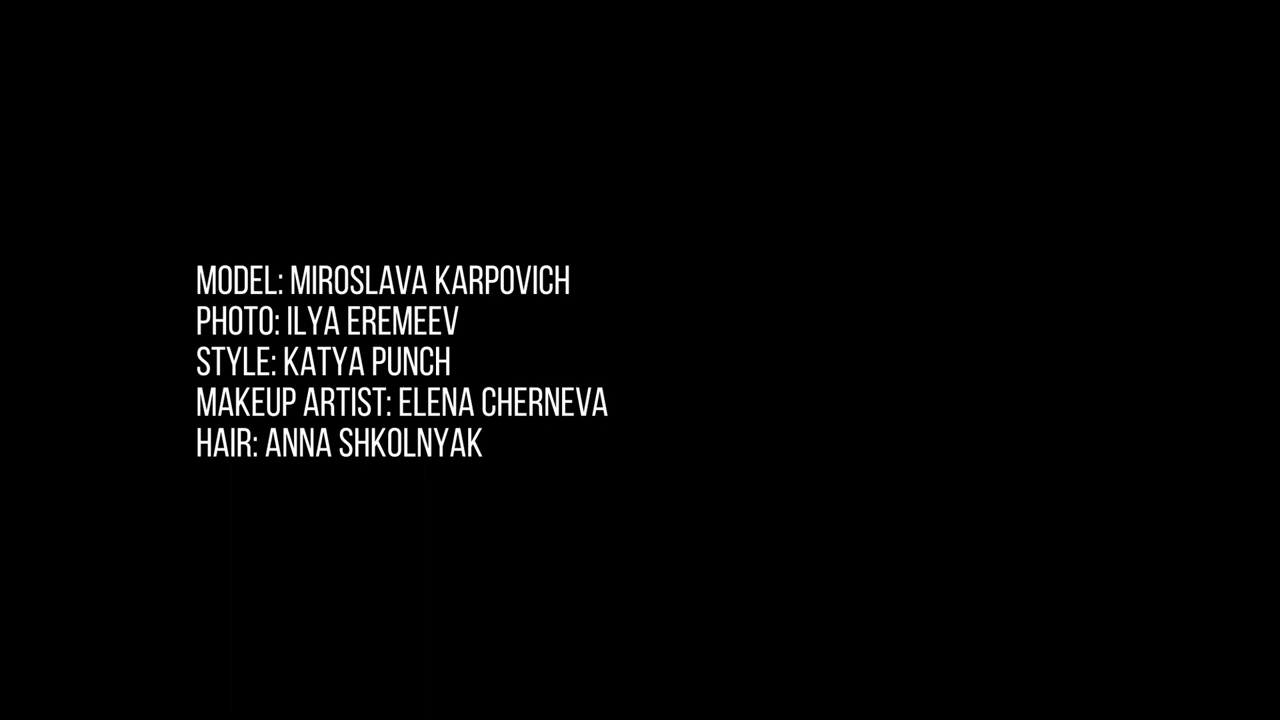 MODEL: MIROSLAVA KARPOVICH
PHOTO: ILYA EREMEEV
STYLE: KATYA PUNCH
MAKEUP ARTIST: ELENA CHERNEVA
HAIR: ANNA SHKOLNYAK